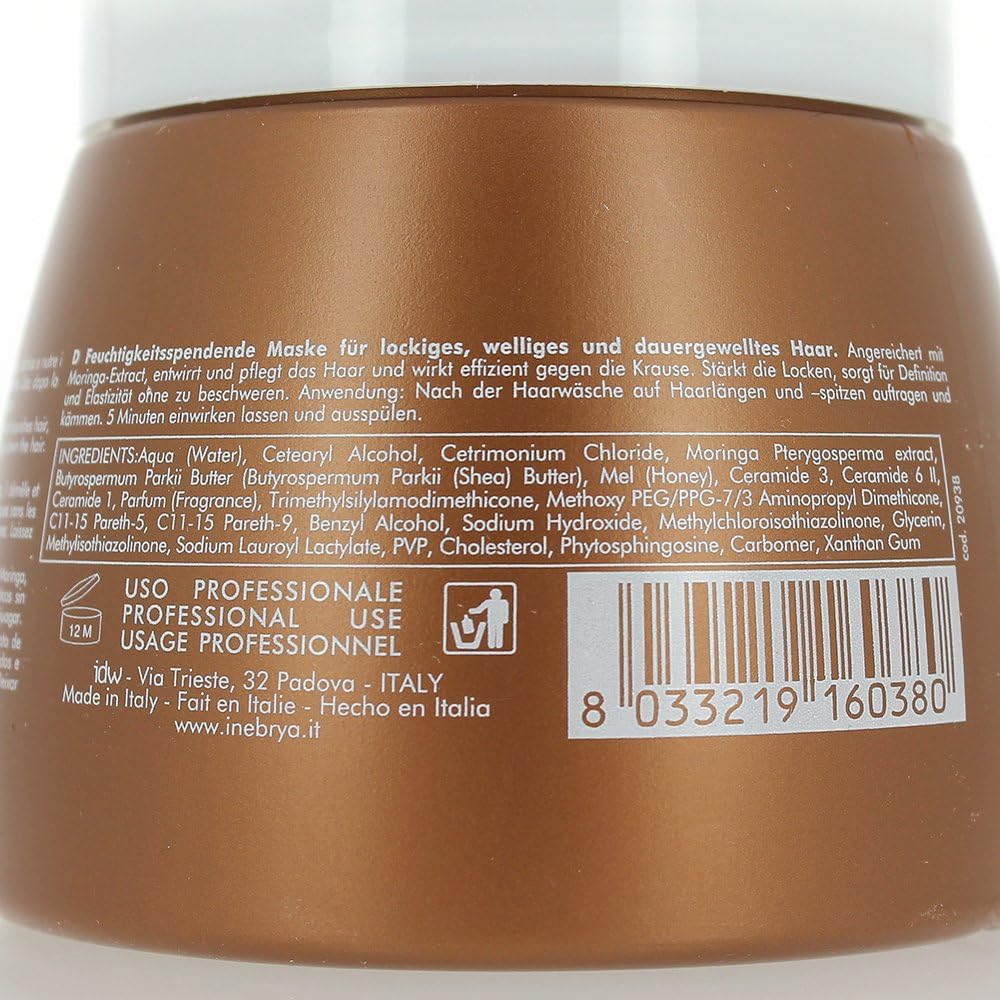 D Feuchtigkeitsspendende Maske für lockiges, welliges und dauergewelltes Haar. Angereichert mit
Moringa-Extract, entwirrt und pflegt das Haar und wirkt effizient gegen die Krause. Stärkt die Locken, sorgt für Definition
und Elastizität ohne zu beschweren. Anwendung: Nach der Haarwäsche auf Haarlängen und –spitzen auftragen und
kämmen. 5 Minuten einwirken lassen und ausspülen.
INGREDIENTS:Aqua (Water), Cetearyl Alcohol, Cetrimonium Chloride, Moringa Pterygosperma extract,
Butyrospermum Parkii Butter (Butyrospermum Parkii (Shea) Butter), Mel (Honey), Ceramide 3, Ceramide 6 II,
Ceramide 1, Parfum (Fragrance), Trimethylsilylamodimethicone, Methoxy PEG/PPG-7/3 Aminopropyl Dimethicone,
C11-15 Pareth-5, C11-15 Pareth-9, Benzyl Alcohol, Sodium Hydroxide, Methylchloroisothiazolinone, Glycerin,
Methylisothiazolinone, Sodium Lauroyl Lactylate, PVP, Cholesterol, Phytosphingosine, Carbomer, Xanthan Gum
cod. 20938
12 M
USO PROFESSIONALE
PROFESSIONAL USE
USAGE PROFESSIONNEL
idw - Via Trieste, 32 Padova - ITALY
Made in Italy - Fait en Italie - Hecho en Italia
www.inebrya.it
8 033219 160380